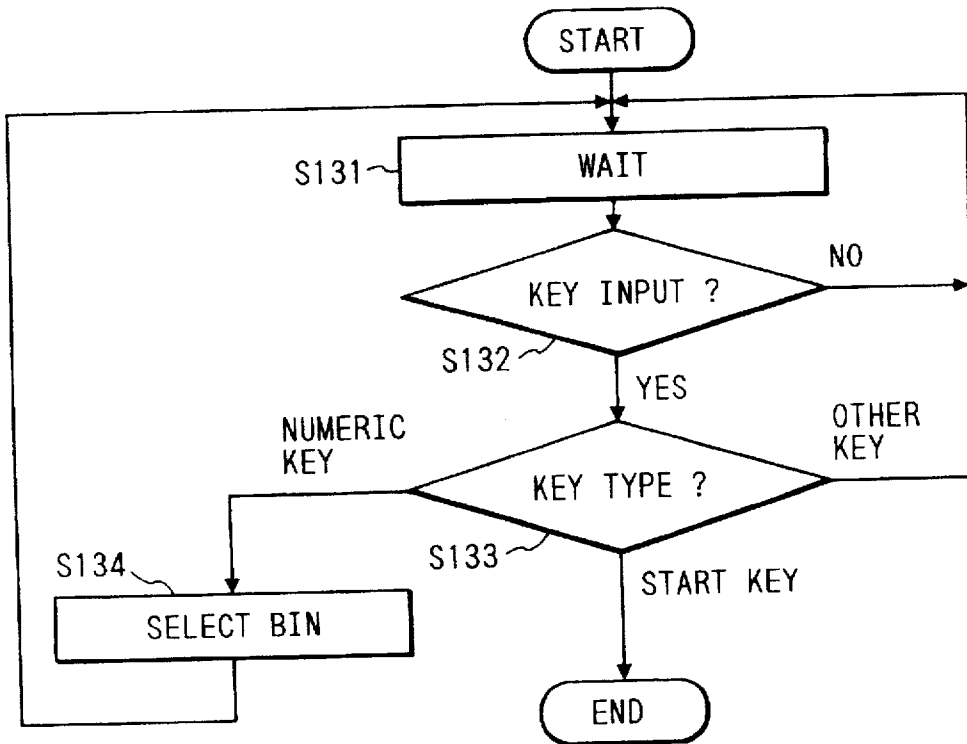 START
S131
WAIT
NO
KEY INPUT ?
S132
YES
NUMERIC
KEY
OTHER
KEY
KEY TYPE ?
S133
S134
START KEY
SELECT BIN
END